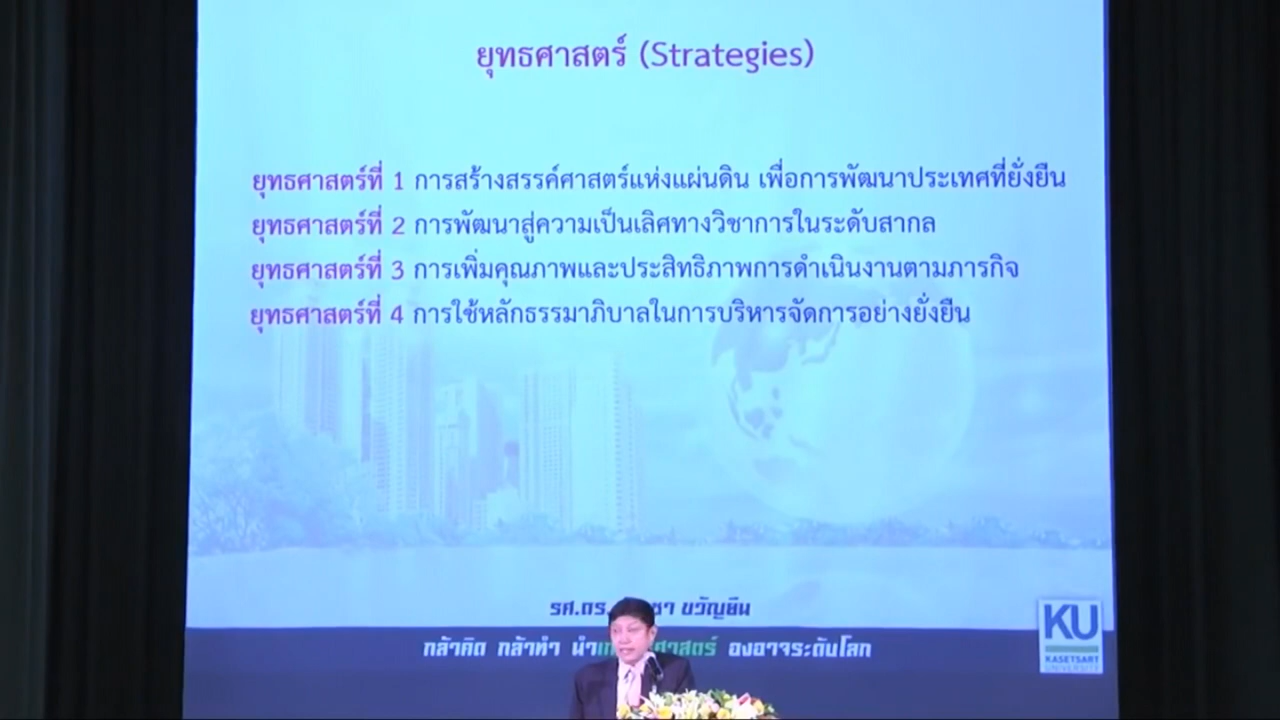 ยุทธศาสตร์ (Strategies)
ยุทธศาสตร์ที่ 1 การสร้างสรรค์ศาสตร์แห่งแผ่นดิน เพื่อการพัฒนาประเทศที่ยั่งยืน
ยุทธศาสตร์ที่ 2 การพัฒนาสู่ความเป็นเลิศทางวิชาการในระดับสากล
ยุทธศาสตร์ที่ 3 การเพิ่มคุณภาพและประสิทธิภาพการดำเนินงานตามภารกิจ
ยุทธศาสตร์ที่ 4 การใช้หลักธรรมาภิบาลในการบริหารจัดการอย่างยั่งยืน
รศ.ดร. ขวัญยืน
กล้าคิด กล้าทำ นำ ศาสตร์ องอาจระดับโลก
KU
KASETSART
UNIVERSITY